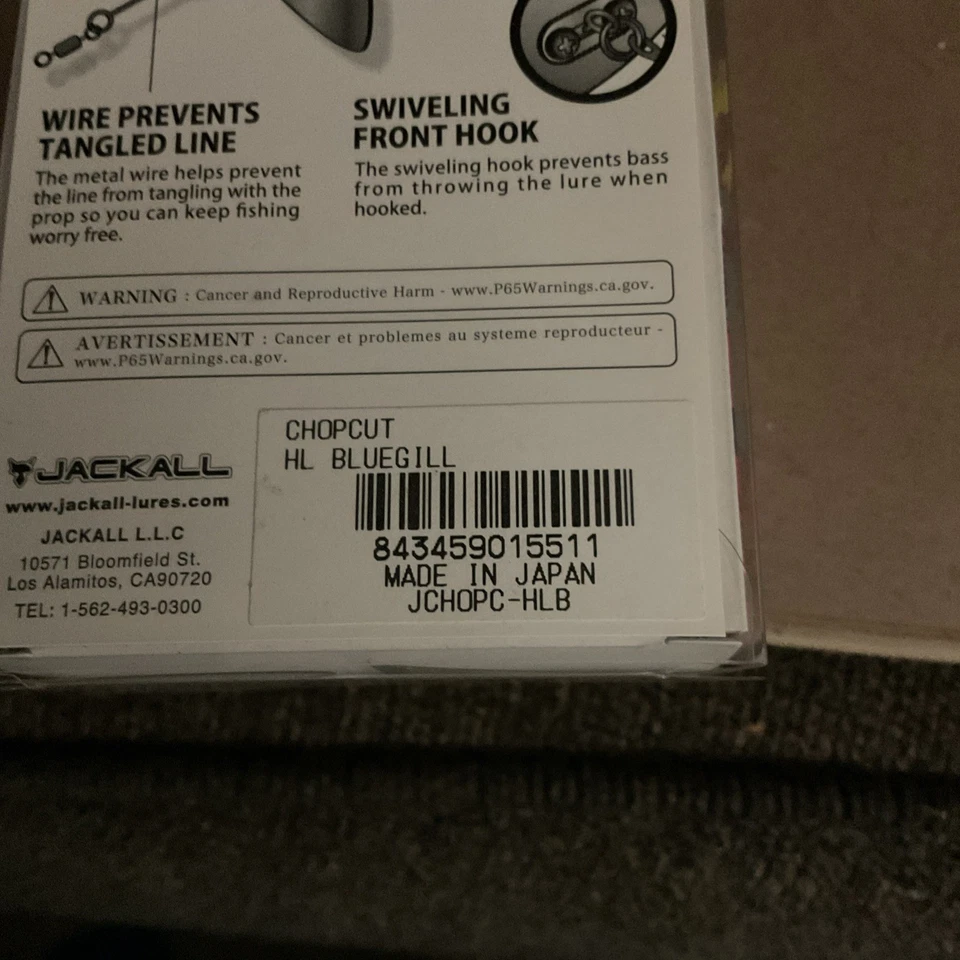 WIRE PREVENTS
TANGLED LINE
The metal wire helps prevent
the line from tangling with the
prop so you can keep fishing
worry free.
SWIVELING
FRONT HOOK
The swiveling hook prevents bass
from throwing the lure when
hooked.
WARNING : Cancer and Reproductive Harm - www.P65Warnings.ca.gov.
AVERTISSEMENT : Cancer et problemes au systeme reproducteur -
www.P65Warnings.ca.gov.
JACKALL
www.jackall-lures.com
JACKALL L.L.C
10571 Bloomfield St.
Los Alamitos, CA90720
TEL: 1-562-493-0300
CHOPCUT
HL BLUEGILL
843459015511
MADE IN JAPAN
JCHOPC-HLB